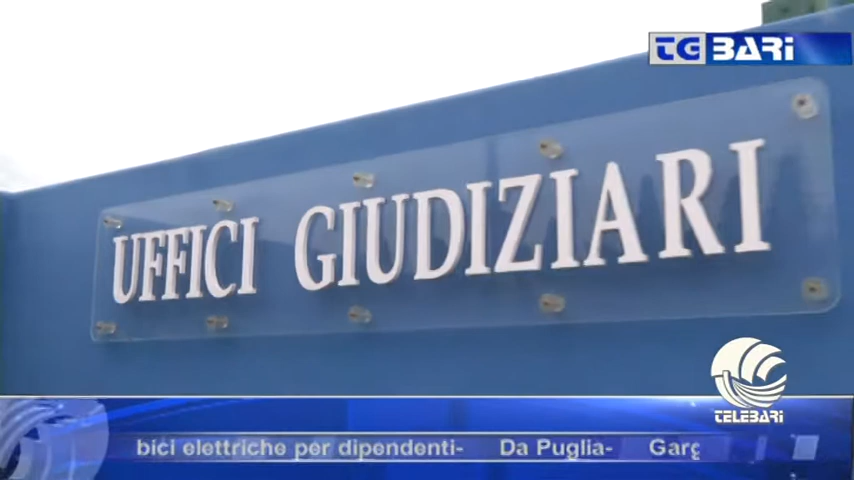 TG BARI
UFFICI GIUDIZIARI
TELEBARI
bici elettriche per dipendenti- Da Puglia-